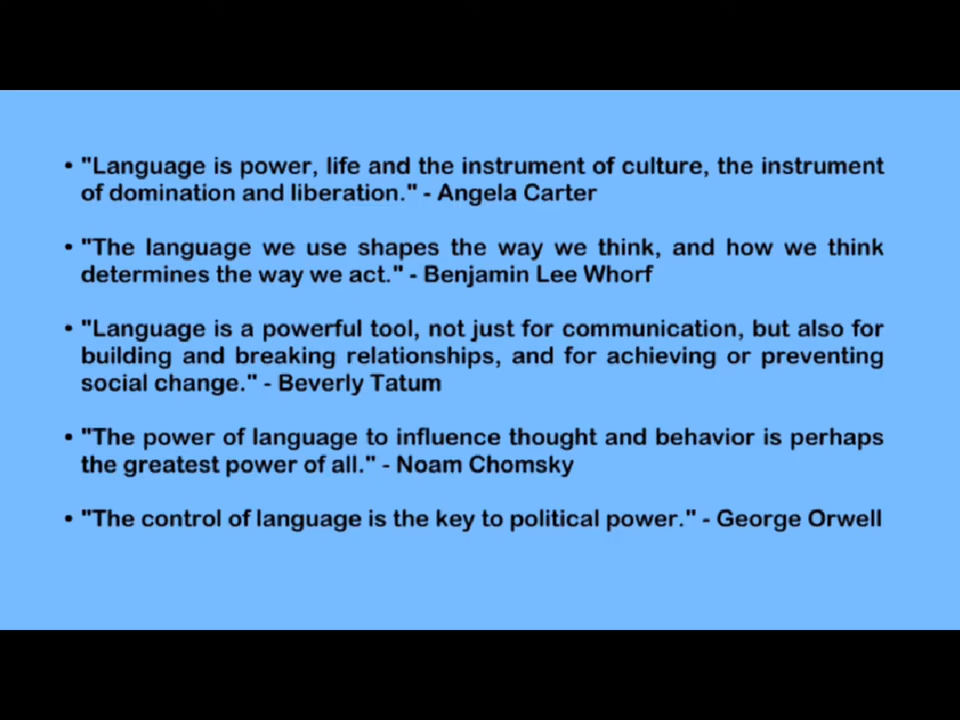 • "Language is power, life and the instrument of culture, the instrument
of domination and liberation." - Angela Carter
• "The language we use shapes the way we think, and how we think
determines the way we act." - Benjamin Lee Whorf
• "Language is a powerful tool, not just for communication, but also for
building and breaking relationships, and for achieving or preventing
social change." - Beverly Tatum
• "The power of language to influence thought and behavior is perhaps
the greatest power of all." - Noam Chomsky
• "The control of language is the key to political power." - George Orwell